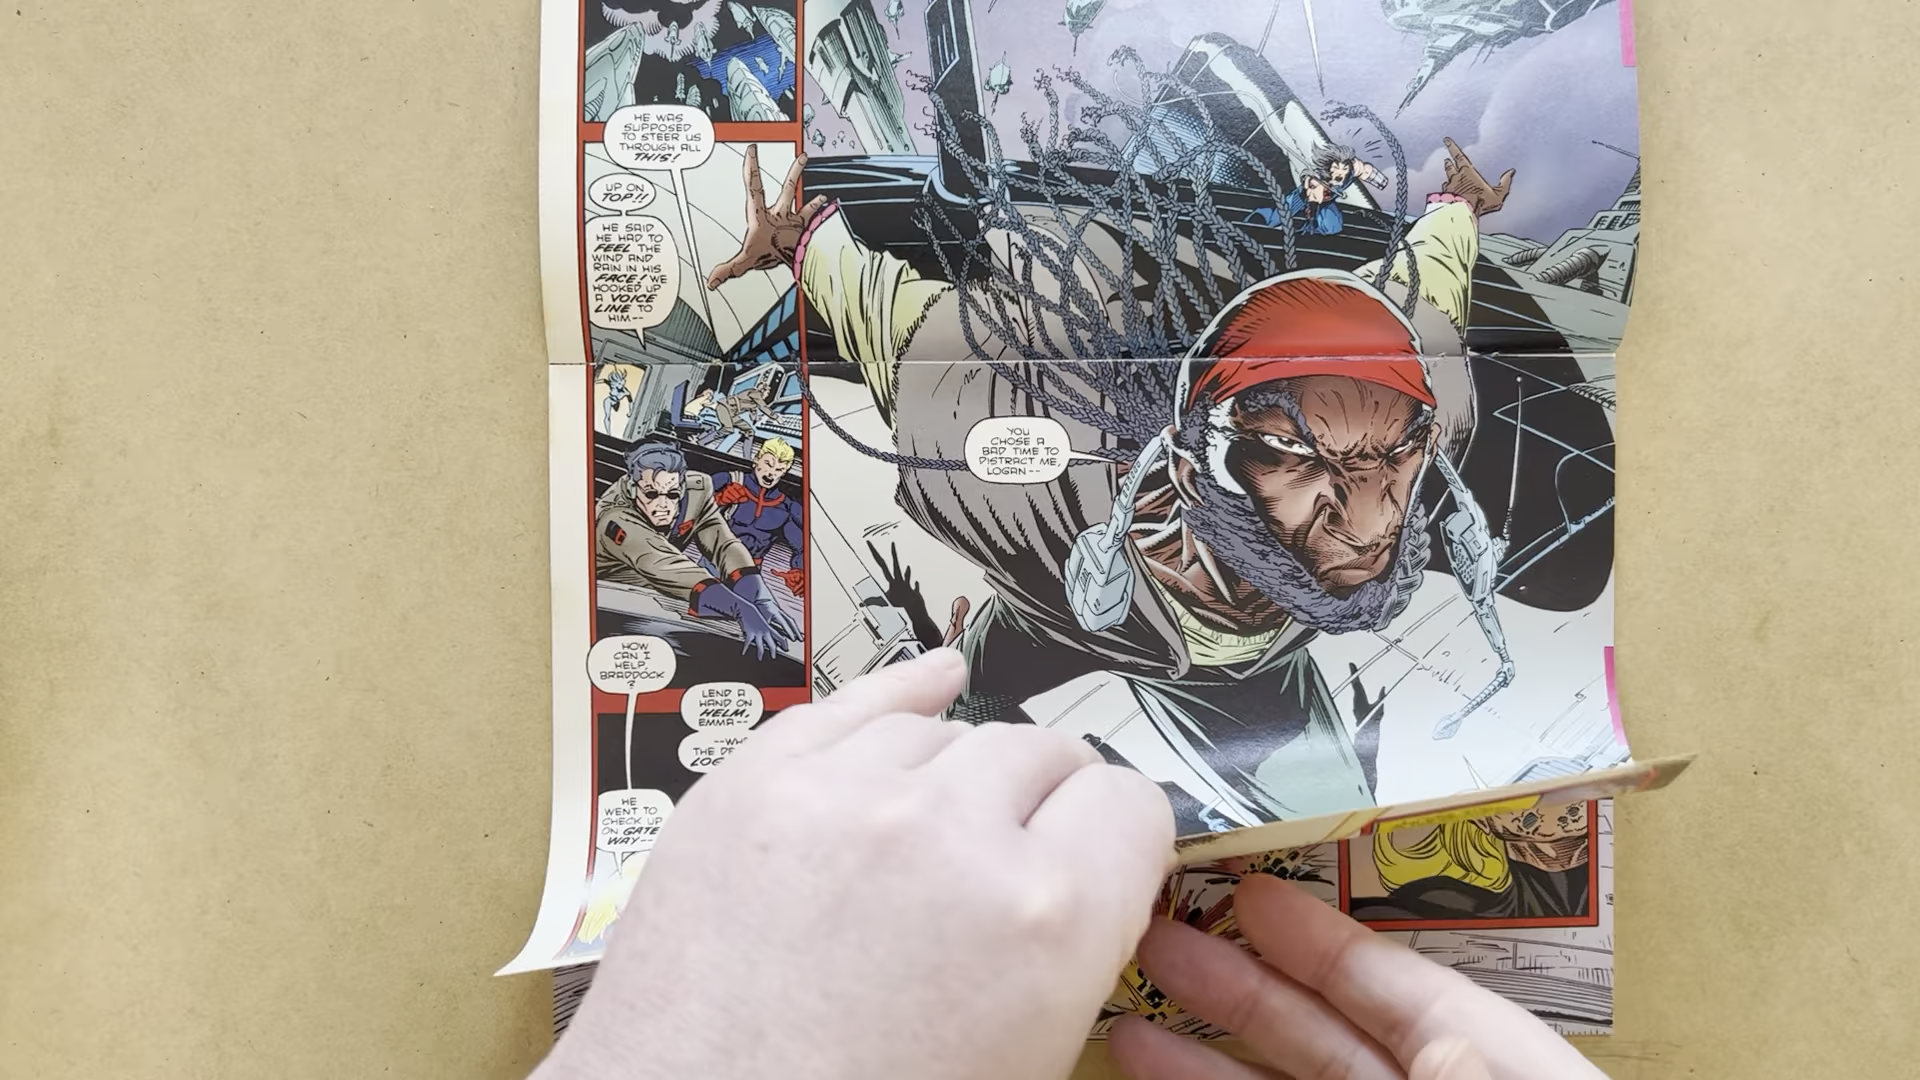 HE WAS
SUPPOSED
TO STEER US
THROUGH ALL
THIS!
UP ON
TOP!!
HE SAID
HE HAD TO
FEEL THE
WIND AND
RAIN IN HIS
FACE! WE
HOOKED UP
A VOICE
LINE TO
HIM--
YOU
CHOSE A
BAD TIME TO
DISTRACT ME,
LOGAN--
HOW
CAN I
HELP,
BRADDOCK
?
LEND A
HAND ON
HELM,
EMMA--
THE
HE
WENT TO
CHECK UP
ON GATE
WAY--